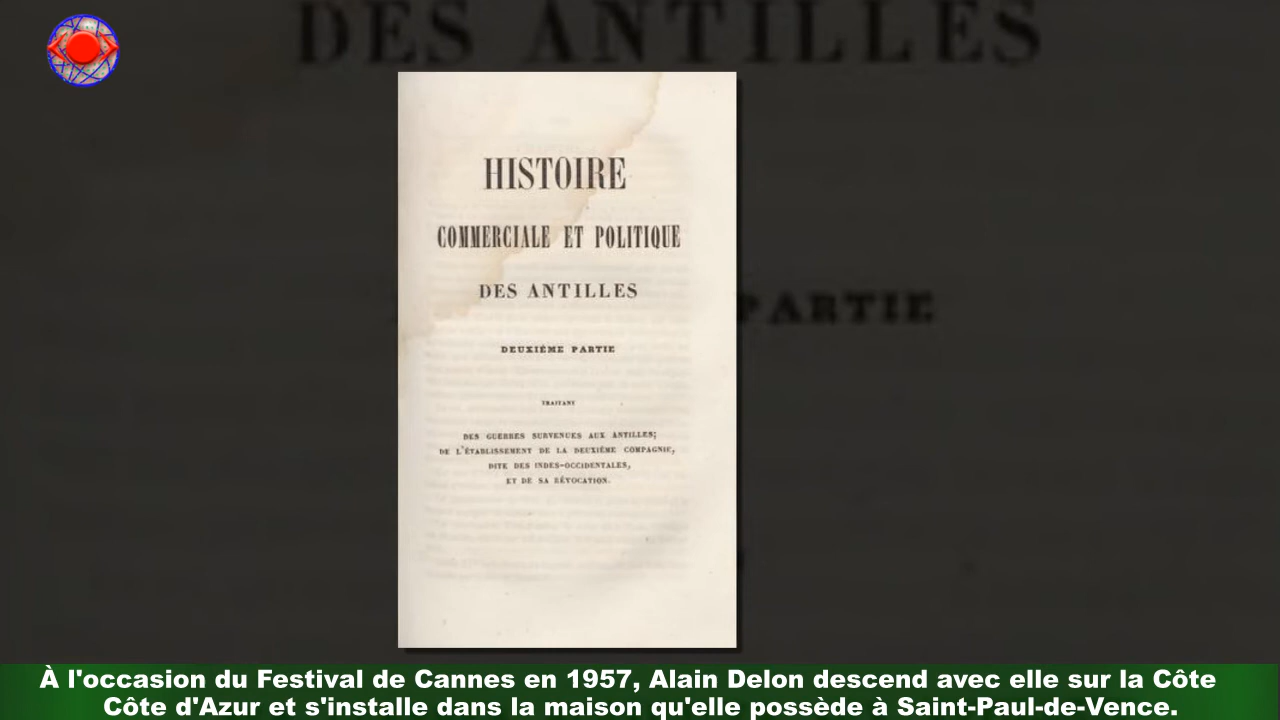 DES ANTILLES
HISTOIRE
COMMERCIALE ET POLITIQUE
DES ANTILLES
PARTIE
DEUXIÈME PARTIE
TRAITANT
DES GUERRES SURVENUES AUX ANTILLES;
DE L'ÉTABLISSEMENT DE LA DEUXIÈME COMPAGNIE,
DITE DES INDES-OCCIDENTALES,
ET DE SA RÉVOCATION.
À l'occasion du Festival de Cannes en 1957, Alain Delon descend avec elle sur la Côte
Côte d'Azur et s'installe dans la maison qu'elle possède à Saint-Paul-de-Vence.